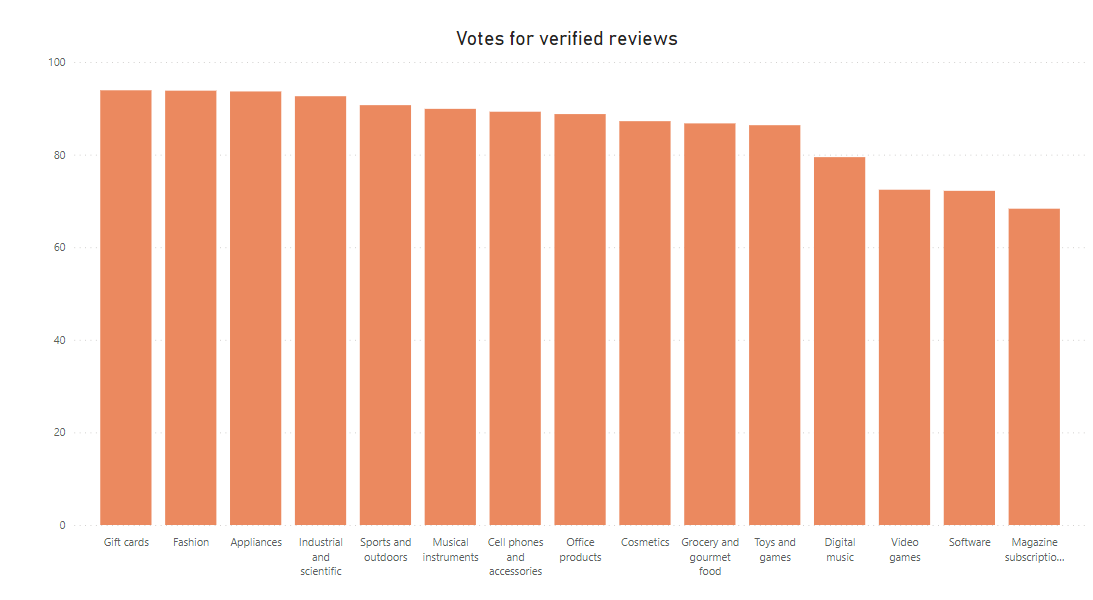 Votes for verified reviews
100
80
60
40
20
0
Gift cards
Fashion
Appliances
Industrial
and
scientific
Sports and
outdoors
Musical
instruments
Cell phones
and
accessories
Office
products
Cosmetics
Grocery and
gourmet
food
Toys and
games
Digital
music
Video
games
Software
Magazine
subscriptio...